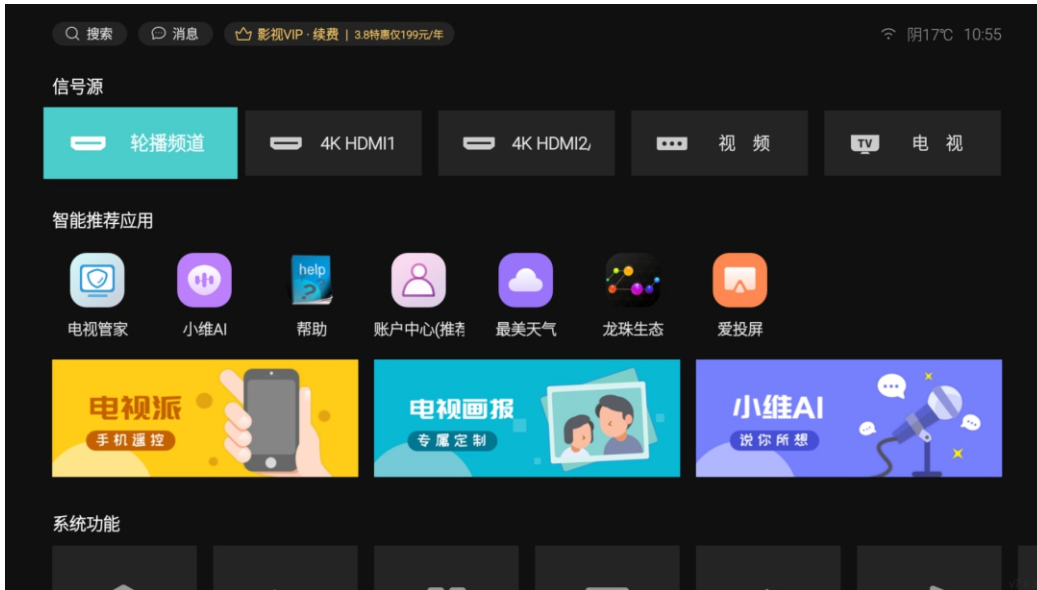 搜索
消息
影视VIP·续费 | 3.8特惠仅199元/年
阴17℃ 10:55
信号源
轮播频道
4K HDMI1
4K HDMI2/
视 频
TV
电 视
智能推荐应用
help
?
电视管家
小维AI
帮助
账户中心(推荐
最美天气
龙珠生态
爱投屏
电视派
手机遥控
电视画报
专属定制
小维AI
说你所想
系统功能